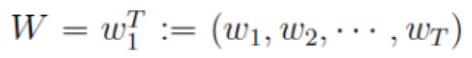 W = w_1^T := (w_1, w_2, ⋯ , w_T)